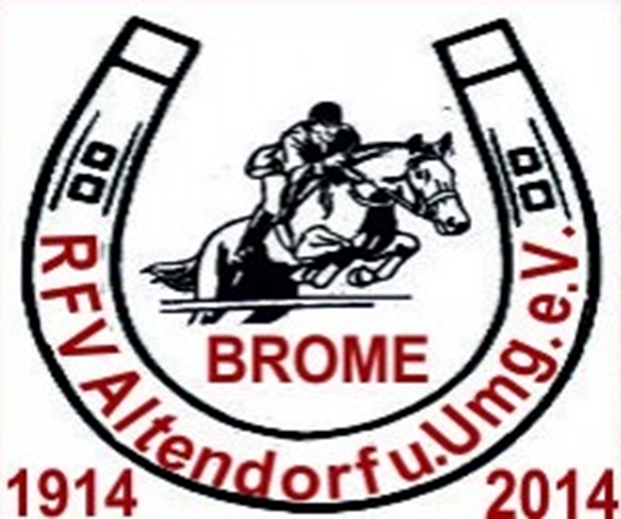 BROME
RFV Altendorf u. Umg. e.V.
1914
2014